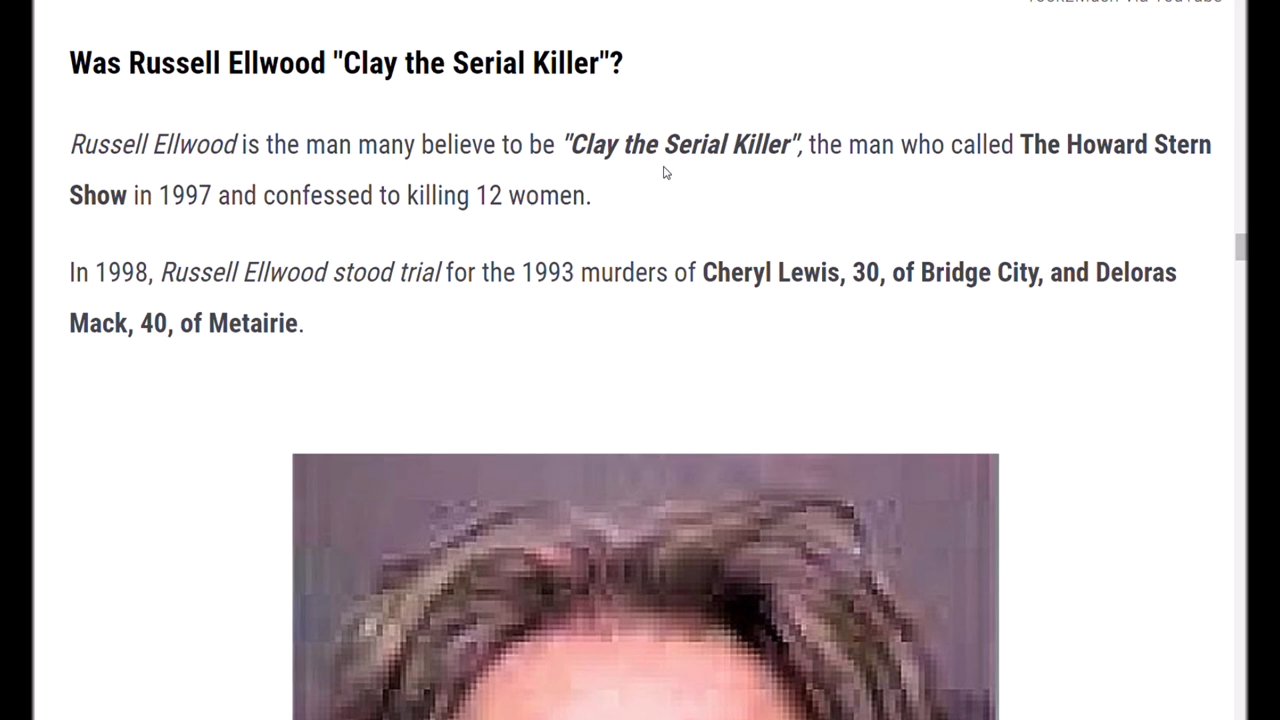 Was Russell Ellwood "Clay the Serial Killer"?
Russell Ellwood is the man many believe to be "Clay the Serial Killer", the man who called The Howard Stern
Show in 1997 and confessed to killing 12 women.
In 1998, Russell Ellwood stood trial for the 1993 murders of Cheryl Lewis, 30, of Bridge City, and Deloras
Mack, 40, of Metairie.